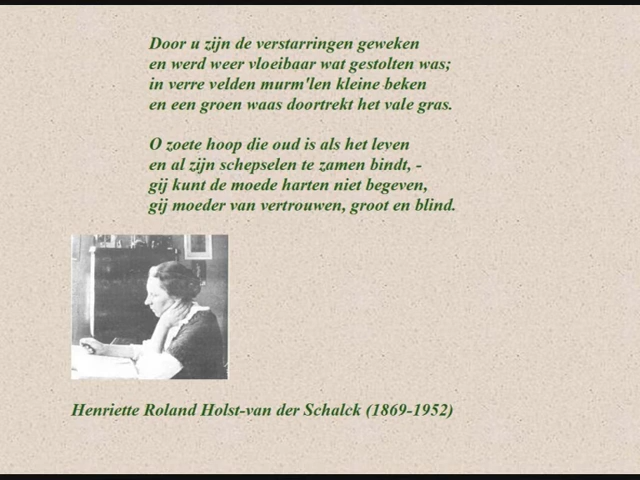 Door u zijn de verstarringen geweken
en werd weer vloeibaar wat gestolten was;
in verre velden murm'len kleine beken
en een groen waas doortrekt het vale gras.
O zoete hoop die oud is als het leven
en al zijn schepselen te zamen bindt, -
gij kunt de moede harten niet begeven,
gij moeder van vertrouwen, groot en blind.
Henriette Roland Holst-van der Schalck (1869-1952)